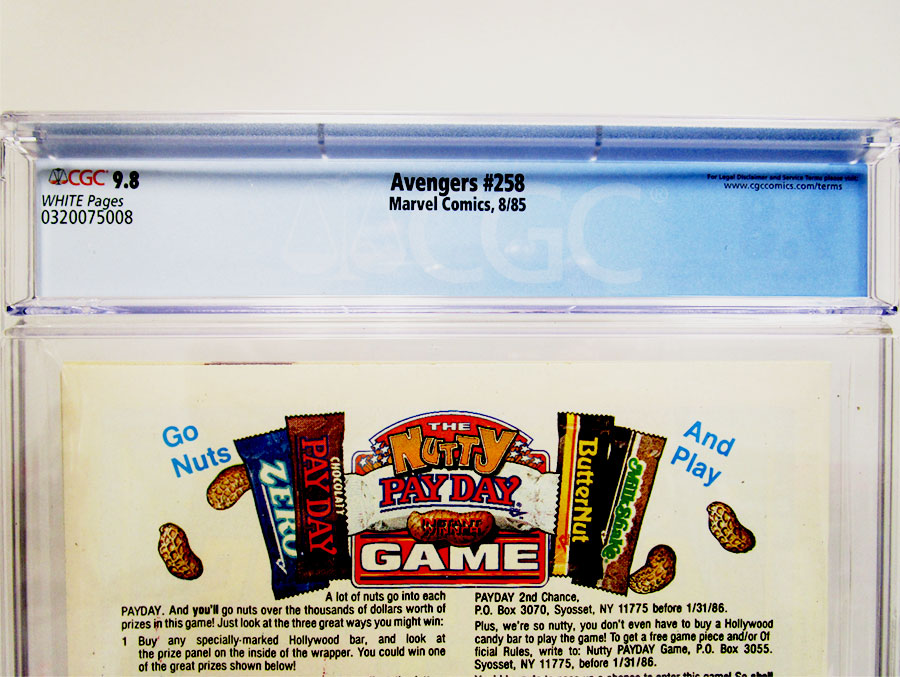 CGC 9.8
WHITE Pages
0320075008
Avengers #258
Marvel Comics, 8/85
For Legal Disclaimer and Service Terms please visit:
www.cgccomics.com/terms
CGC
Go
Nuts
ZERO
CHOCOLATE
PAYDAY
THE
NUTTY
PAYDAY
INSTANT
WINNER
GAME
ButterNut
Milk Shake
And
Play
A lot of nuts go into each
PAYDAY. And you'll go nuts over the thousands of dollars worth of
prizes in this game! Just look at the three great ways you might win:
1 Buy any specially-marked Hollywood bar, and look at
the prize panel on the inside of the wrapper. You could win one
of the great prizes shown below!
PAYDAY 2nd Chance,
P.O. Box 3070, Syosset, NY 11775 before 1/31/86.
Plus, we're so nutty, you don't even have to buy a Hollywood
candy bar to play the game! To get a free game piece and/or Of
ficial Rules, write to: Nutty PAYDAY Game, P.O. Box 3055.
Syosset, NY 11775, before 1/31/86.